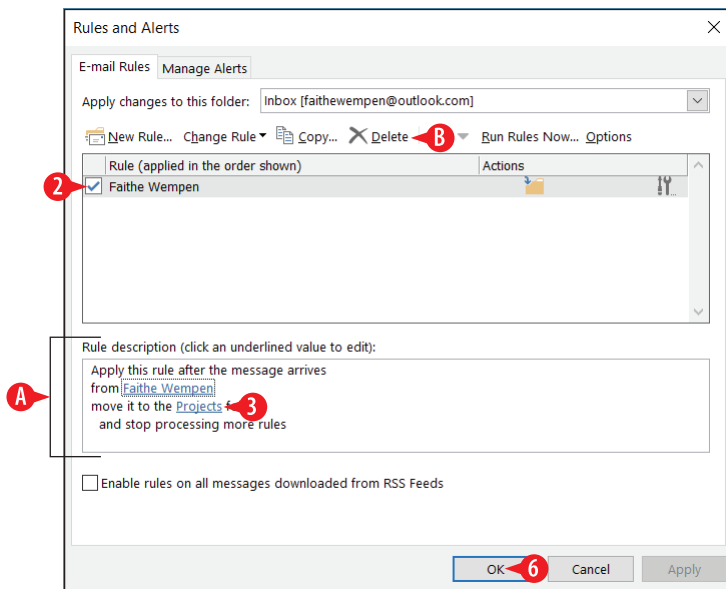 Rules and Alerts
E-mail Rules Manage Alerts
Apply changes to this folder: Inbox [faithewempen@outlook.com]
New Rule... Change Rule Copy... Delete B Run Rules Now... Options
Rule (applied in the order shown) Actions
2 Faithe Wempen
Rule description (click an underlined value to edit):
Apply this rule after the message arrives
A from Faithe Wempen
move it to the Projects 3
and stop processing more rules
Enable rules on all messages downloaded from RSS Feeds
OK 6 Cancel Apply